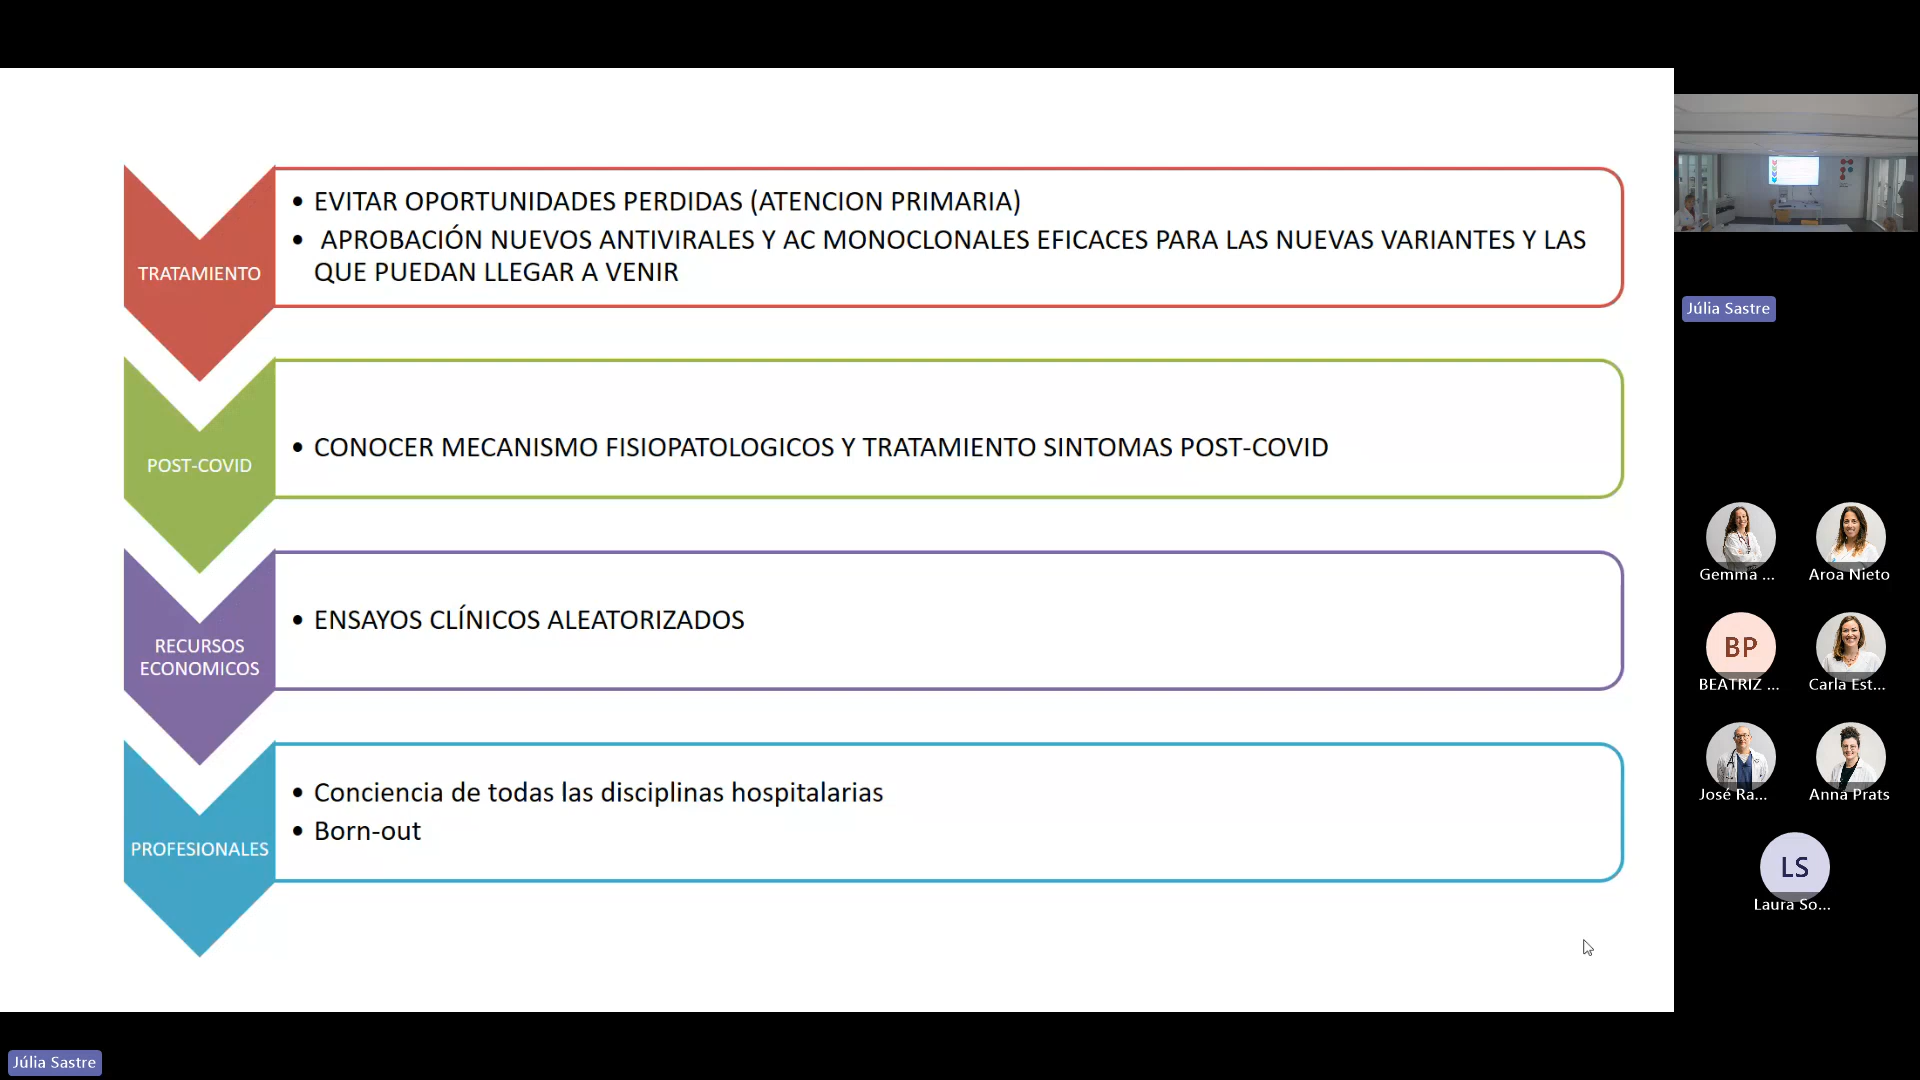 TRATAMIENTO
• EVITAR OPORTUNIDADES PERDIDAS (ATENCION PRIMARIA)
• APROBACIÓN NUEVOS ANTIVIRALES Y AC MONOCLONALES EFICACES PARA LAS NUEVAS VARIANTES Y LAS
QUE PUEDAN LLEGAR A VENIR
POST-COVID
• CONOCER MECANISMO FISIOPATOLOGICOS Y TRATAMIENTO SINTOMAS POST-COVID
RECURSOS
ECONOMICOS
• ENSAYOS CLÍNICOS ALEATORIZADOS
PROFESIONALES
• Conciencia de todas las disciplinas hospitalarias
• Born-out
Júlia Sastre
Gemma ...
Aroa Nieto
BP
BEATRIZ ...
Carla Est...
José Ra...
Anna Prats
LS
Laura So...
Júlia Sastre